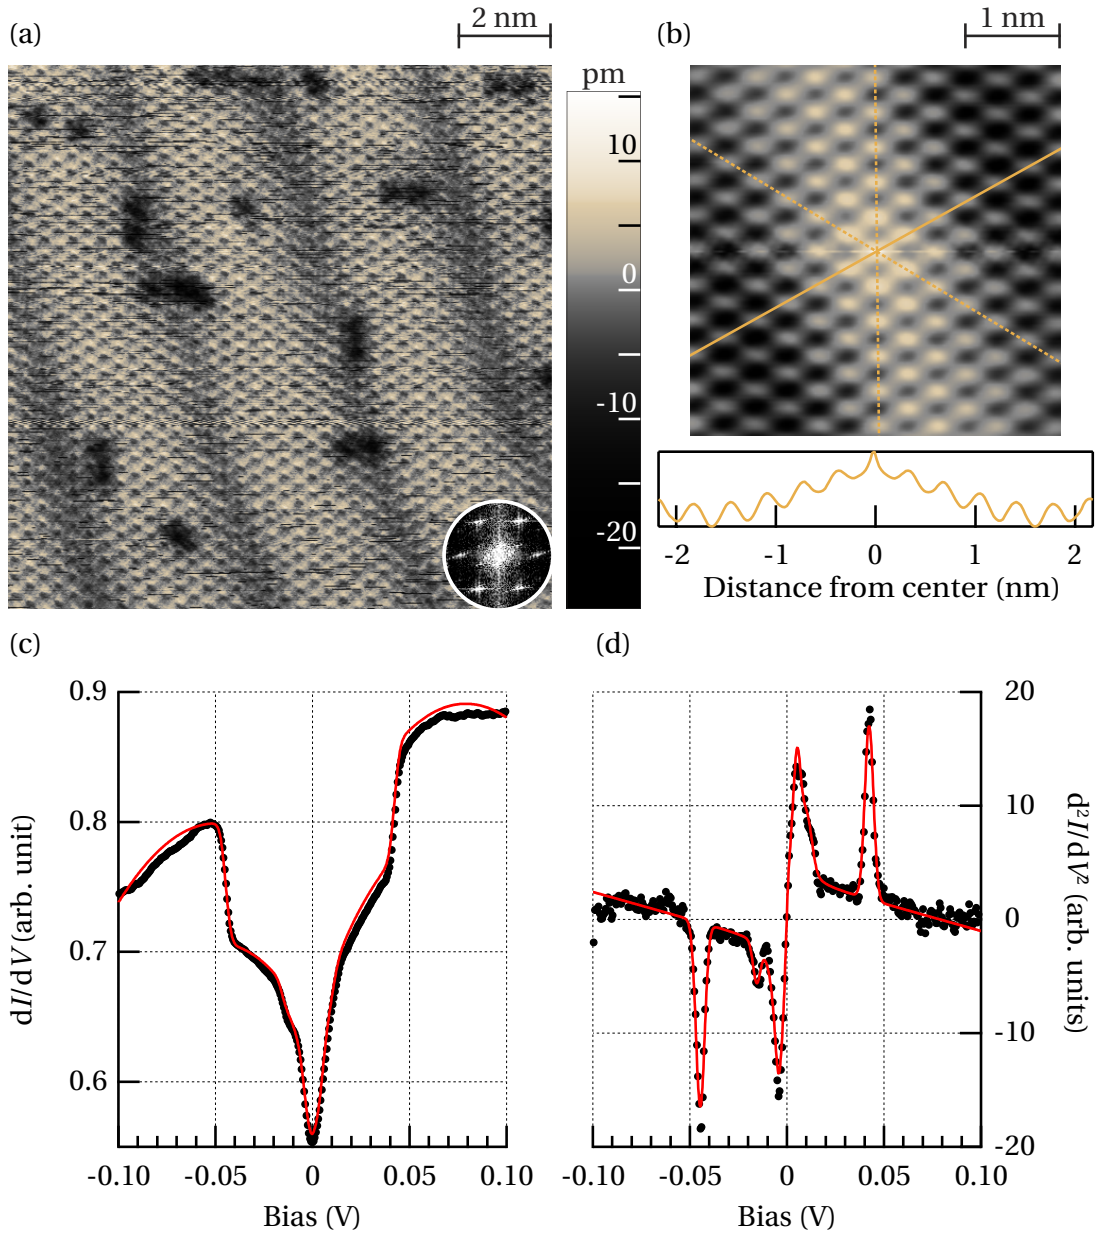 (a)
2 nm
pm
10
0
-10
-20
(b)
1 nm
-2 -1 0 1 2
Distance from center (nm)
(c)
0.9
0.8
0.7
0.6
dI/dV (arb. unit)
-0.10 -0.05 0 0.05 0.10
Bias (V)
(d)
20
10
0
-10
-20
d²I/dV² (arb. units)
-0.10 0 0.05 0.10
Bias (V)